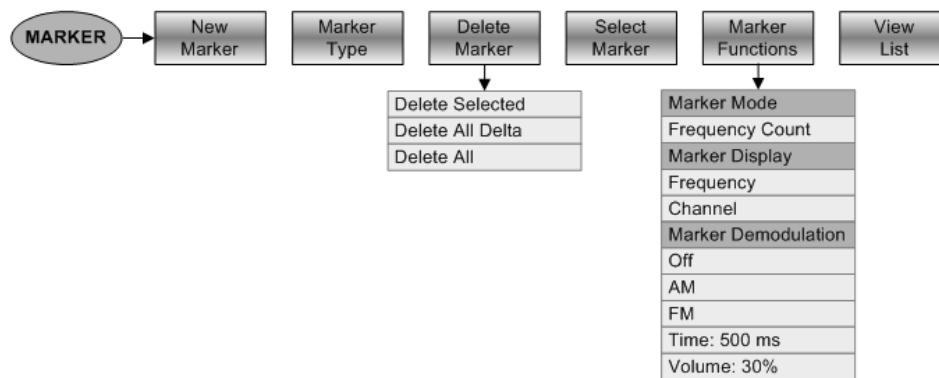 MARKER
New
Marker
Marker
Type
Delete
Marker
Select
Marker
Marker
Functions
View
List
Delete Selected
Delete All Delta
Delete All
Marker Mode
Frequency Count
Marker Display
Frequency
Channel
Marker Demodulation
Off
AM
FM
Time: 500 ms
Volume: 30%